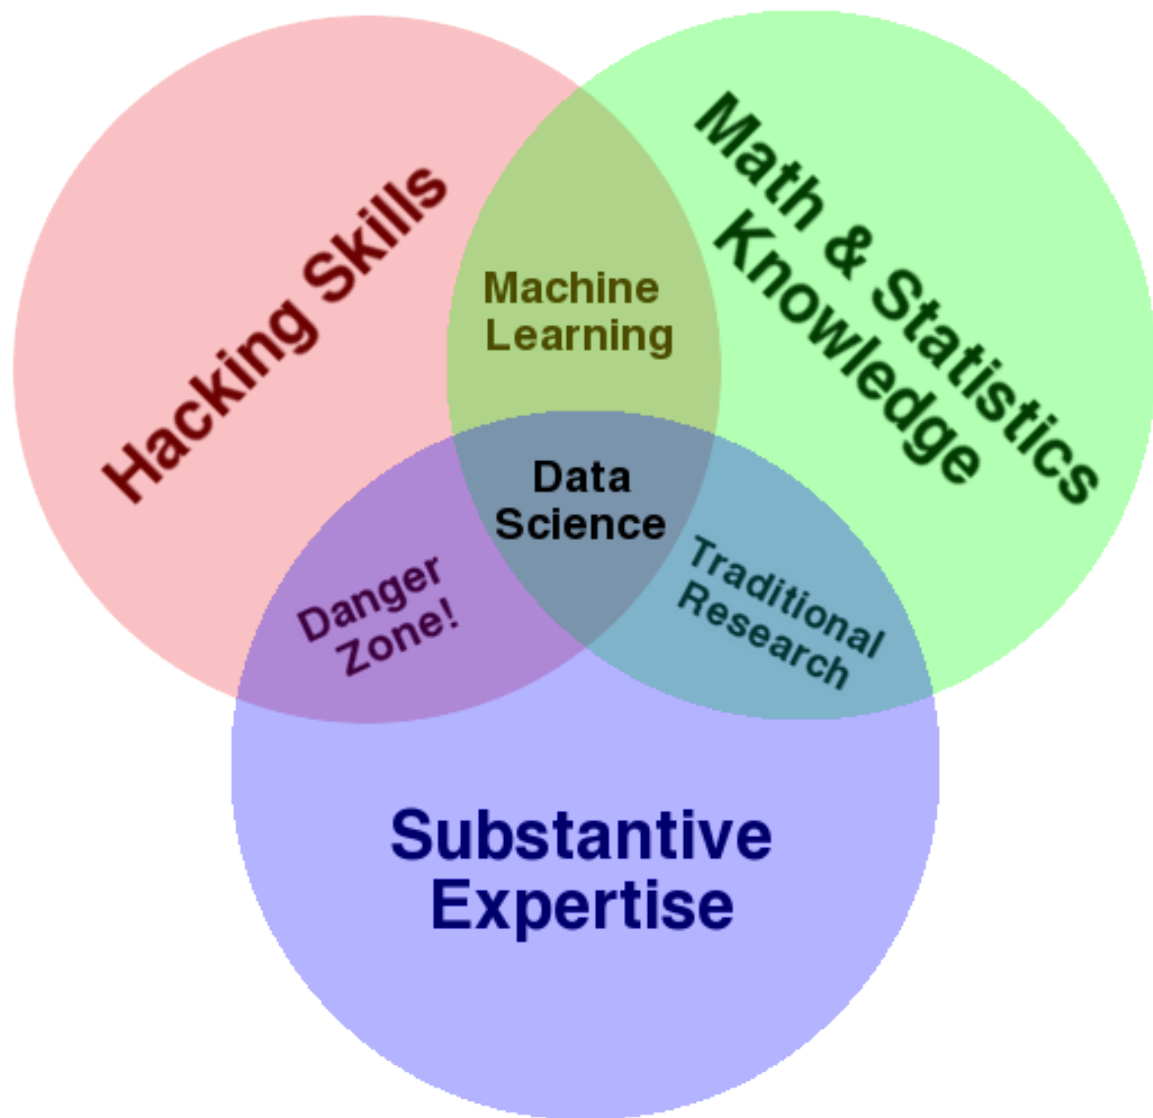 Hacking Skills
Math & Statistics
Knowledge
Machine
Learning
Data
Science
Danger
Zone!
Traditional
Research
Substantive
Expertise